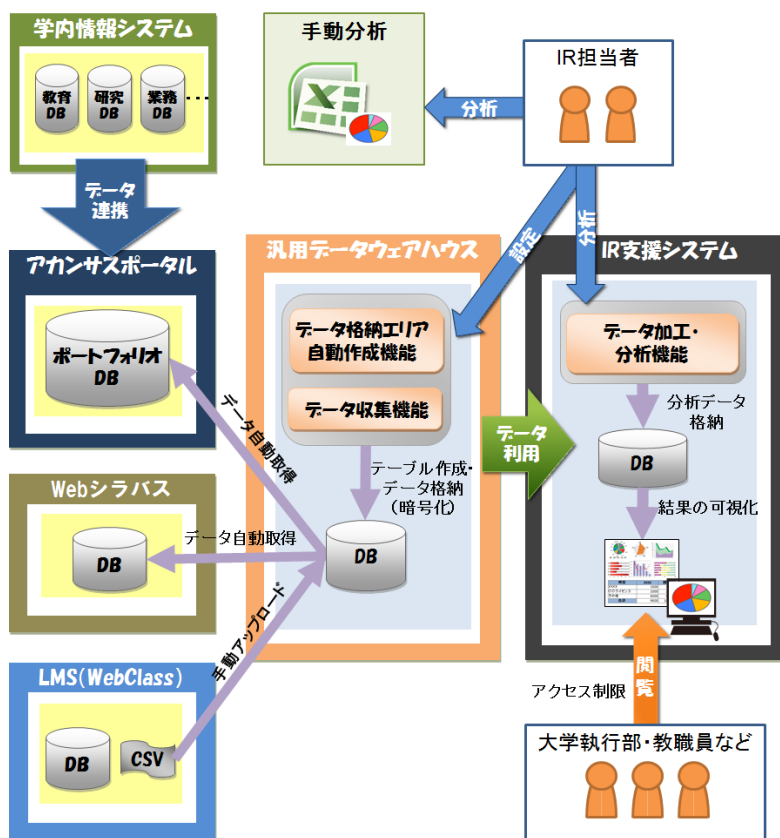 学内情報システム
教育
DB
研究
DB
業務
DB
データ
連携
手動分析
分析
IR担当者
設定
分析
アカンサスポータル
ポートフォリオ
DB
汎用データウェアハウス
データ格納エリア
自動作成機能
データ収集機能
テーブル作成・
データ格納
(暗号化)
DB
データ自動取得
データ自動取得
手動アップロード
データ
利用
IR支援システム
データ加工・
分析機能
分析データ
格納
DB
結果の可視化
Webシラバス
DB
LMS(WebClass)
DB
CSV
アクセス制限
閲覧
大学執行部・教職員など